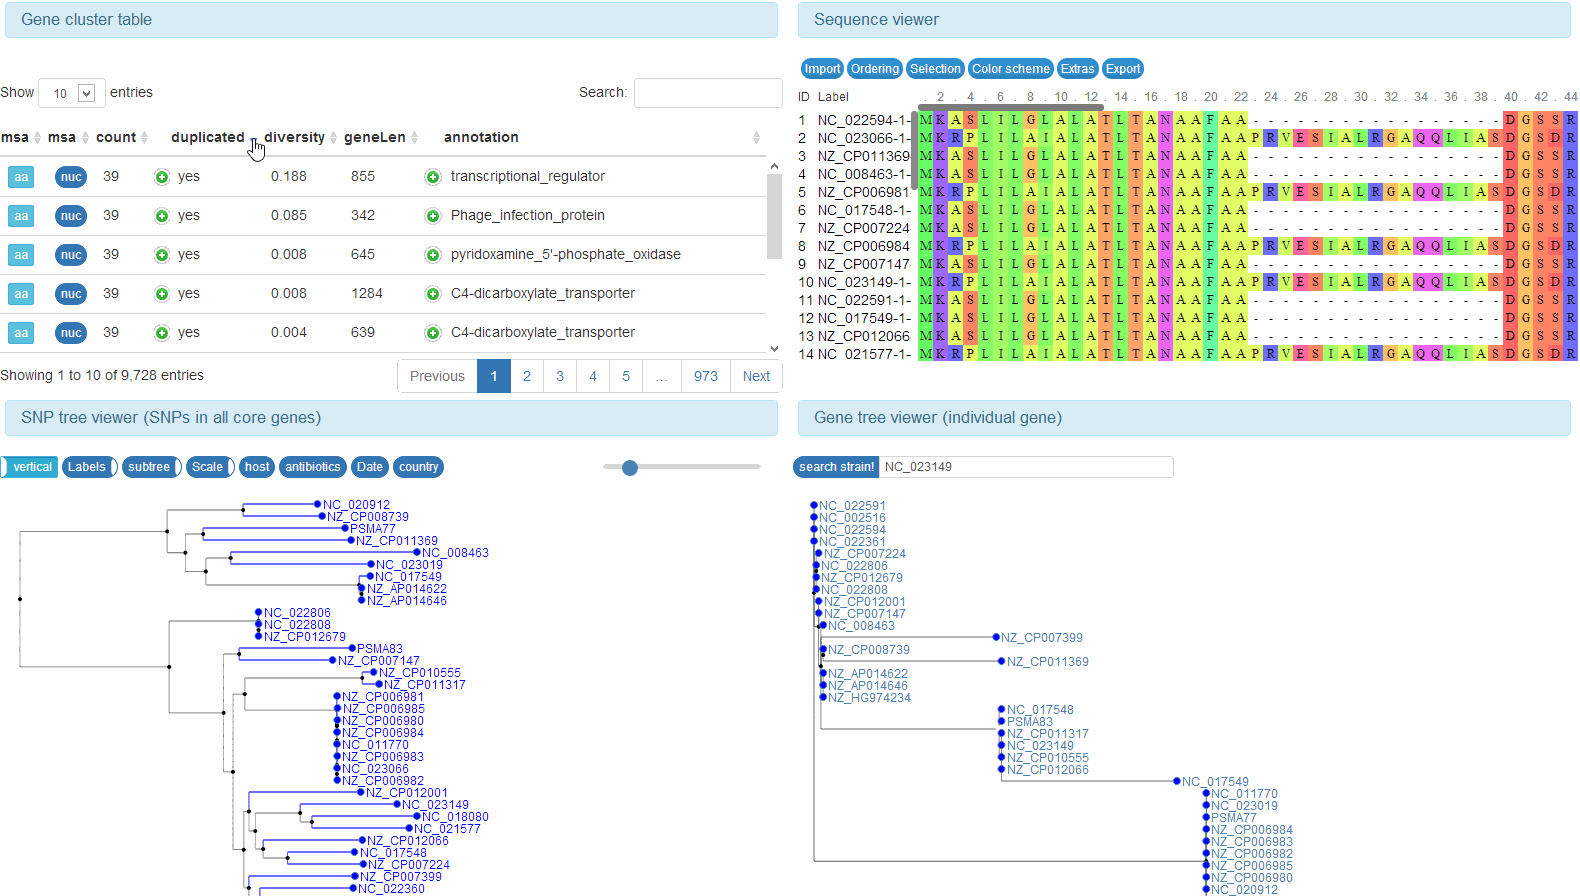 Gene cluster table
Show 10 entries Search:
msa msa count duplicated diversity geneLen annotation
aa nuc 39 yes 0.188 855 transcriptional_regulator
aa nuc 39 yes 0.085 342 Phage_infection_protein
aa nuc 39 yes 0.008 645 pyridoxamine_5'-phosphate_oxidase
aa nuc 39 yes 0.008 1284 C4-dicarboxylate_transporter
aa nuc 39 yes 0.004 639 C4-dicarboxylate_transporter
Showing 1 to 10 of 9,728 entries Previous 1 2 3 4 5 ... 973 Next
Sequence viewer
Import Ordering Selection Color scheme Extras Export
ID Label . 2 . 4 . 6 . 8 . 10 . 12 . 14 . 16 . 18 . 20 . 22 . 24 . 26 . 28 . 30 . 32 . 34 . 36 . 38 . 40 . 42 . 44
1 NC_022594-1- MKASLILGLALATLTANAAFAA-----------------DGSSR
2 NC_023066-1- MKRPLILAIALATLTANAAFAAPRVESIALRGAQQLIASDGSDR
3 NZ_CP011369 MKASLILGLALATLTANAAFAA-----------------DGSSR
4 NC_008463-1- MKASLILGLALATLTANAAFAA-----------------DGSSR
5 NZ_CP006981 MKRPLILAIALATLTANAAFAAPRVESIALRGAQQLIASDGSDR
6 NC_017548-1- MKASLILGLALATLTANAAFAA-----------------DGSSR
7 NZ_CP007224 MKASLILGLALATLTANAAFAA-----------------DGSSR
8 NZ_CP006984 MKRPLILAIALATLTANAAFAAPRVESIALRGAQQLIASDGSDR
9 NZ_CP007147 MKASLILGLALATLTANAAFAA-----------------DGSSR
10 NC_023149-1- MKRPLILAIALATLTANAAFAAPRVESIALRGAQQLIASDGSDR
11 NC_022591-1- MKASLILGLALATLTANAAFAA-----------------DGSSR
12 NC_017549-1- MKASLILGLALATLTANAAFAA-----------------DGSSR
13 NZ_CP012066 MKASLILGLALATLTANAAFAA-----------------DGSSR
14 NC_021577-1- MKRPLILAIALATLTANAAFAAPRVESIALRGAQQLIASDGSDR
SNP tree viewer (SNPs in all core genes)
vertical Labels subtree Scale host antibiotics Date country
NC_020912
NZ_CP008739
PSMA77
NZ_CP011369
NC_008463
NC_023019
NC_017549
NZ_AP014622
NZ_AP014646
NC_022806
NC_022808
NZ_CP012679
PSMA83
NZ_CP007147
NZ_CP010555
NZ_CP011317
NZ_CP006981
NZ_CP006985
NZ_CP006980
NZ_CP006984
NC_011770
NZ_CP006983
NC_023066
NZ_CP006982
NZ_CP012001
NC_023149
NC_018080
NC_021577
NZ_CP012066
NC_017548
NZ_CP007224
NZ_CP007399
NC_022360
Gene tree viewer (individual gene)
search strain! NC_023149
NC_022591
NC_002516
NC_022594
NC_022361
NZ_CP007224
NC_022806
NZ_CP012679
NC_022808
NZ_CP012001
NZ_CP007147
NC_008463
NZ_CP007399
NZ_CP008739
NZ_CP011369
NZ_AP014622
NZ_AP014646
NZ_HG974234
NC_017548
PSMA83
NZ_CP011317
NC_023149
NZ_CP010555
NZ_CP012066
NC_017549
NC_011770
NC_023019
PSMA77
NZ_CP006984
NZ_CP006983
NZ_CP006982
NZ_CP006985
NZ_CP006980
NC_020912